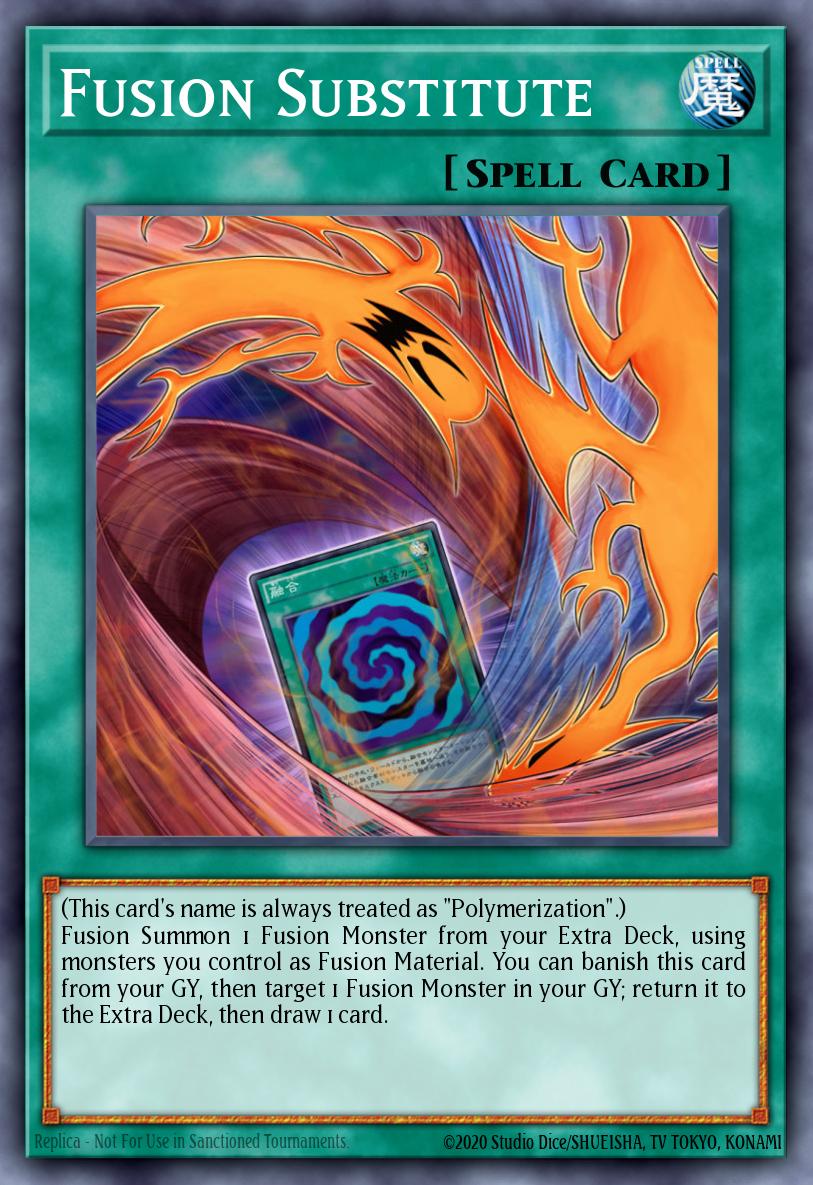 Fusion Substitute
SPELL
魔
[ Spell Card ]
融合
(This card's name is always treated as "Polymerization".)
Fusion Summon 1 Fusion Monster from your Extra Deck, using
monsters you control as Fusion Material. You can banish this card
from your GY, then target 1 Fusion Monster in your GY; return it to
the Extra Deck, then draw 1 card.
Replica - Not For Use in Sanctioned Tournaments.
©2020 Studio Dice/SHUEISHA, TV TOKYO, KONAMI